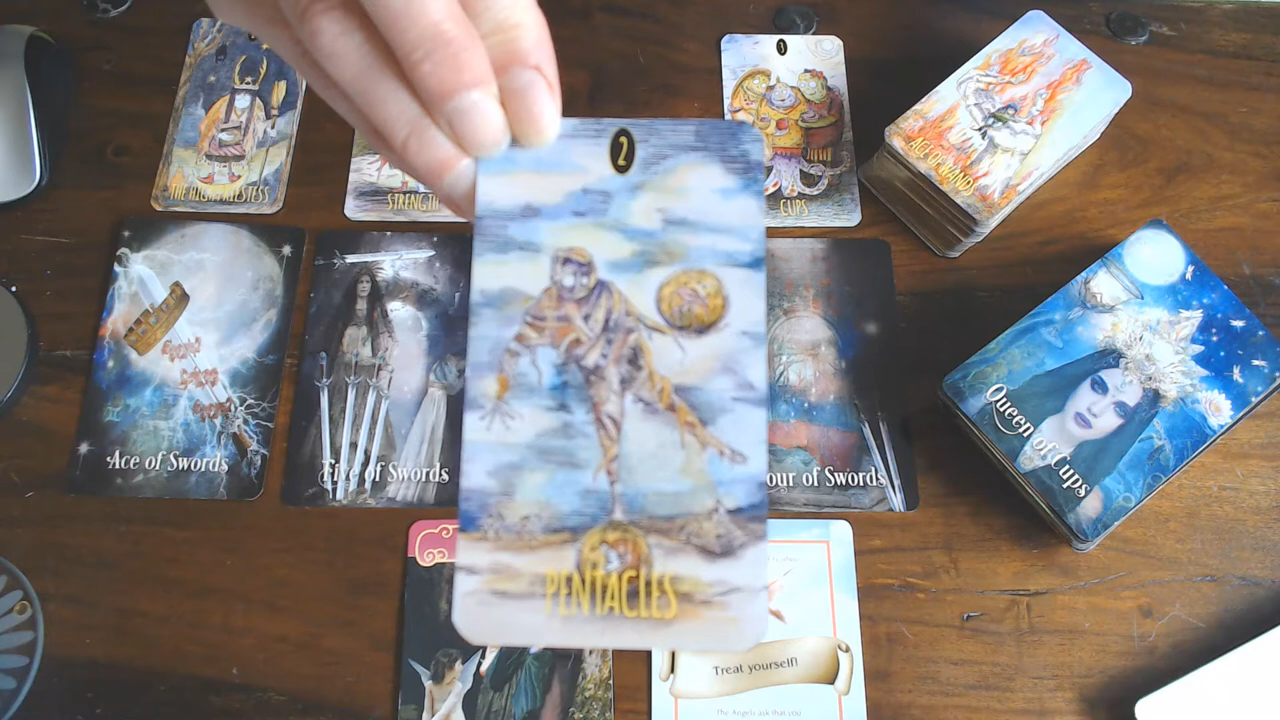 THE HIGH PRIESTESS
STRENGTH
3
CUPS
ACE OF WANDS
2
PENTACLES
Ace of Swords
Five of Swords
our of Swords
Queen of Cups
Treat yourself!
The Angels ask that you